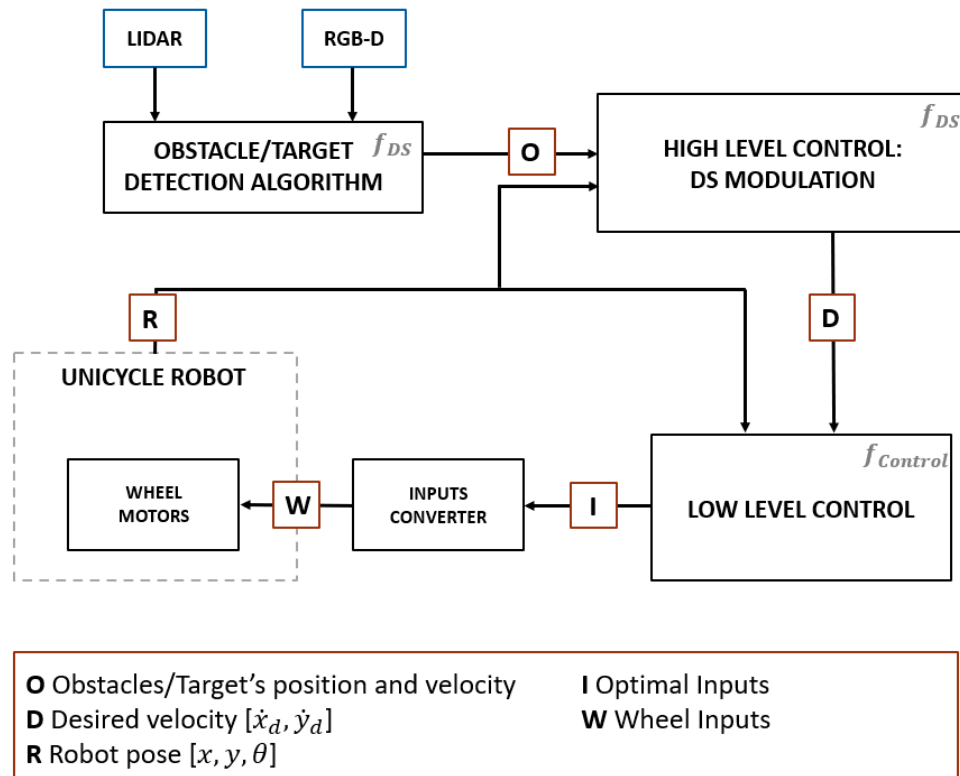 LIDAR
RGB-D
f_DS
OBSTACLE/TARGET
DETECTION ALGORITHM
O
f_DS
HIGH LEVEL CONTROL:
DS MODULATION
R
D
UNICYCLE ROBOT
WHEEL
MOTORS
W
INPUTS
CONVERTER
I
f_Control
LOW LEVEL CONTROL
O Obstacles/Target's position and velocity
D Desired velocity [ẋ_d, ẏ_d]
R Robot pose [x, y, θ]
I Optimal Inputs
W Wheel Inputs